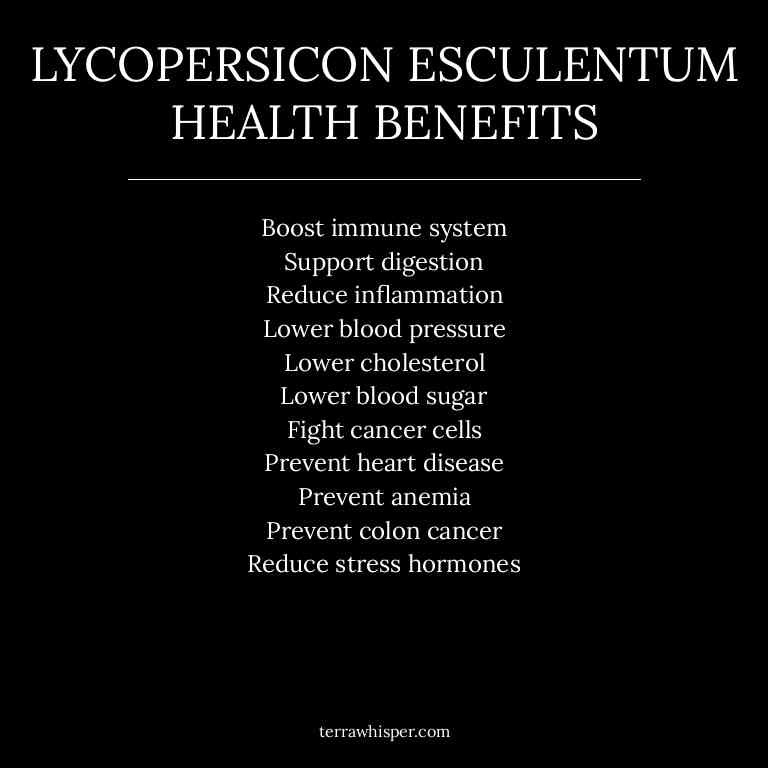 LYCOPERSICON ESCULENTUM
HEALTH BENEFITS
Boost immune system
Support digestion
Reduce inflammation
Lower blood pressure
Lower cholesterol
Lower blood sugar
Fight cancer cells
Prevent heart disease
Prevent anemia
Prevent colon cancer
Reduce stress hormones
terrawhisper.com